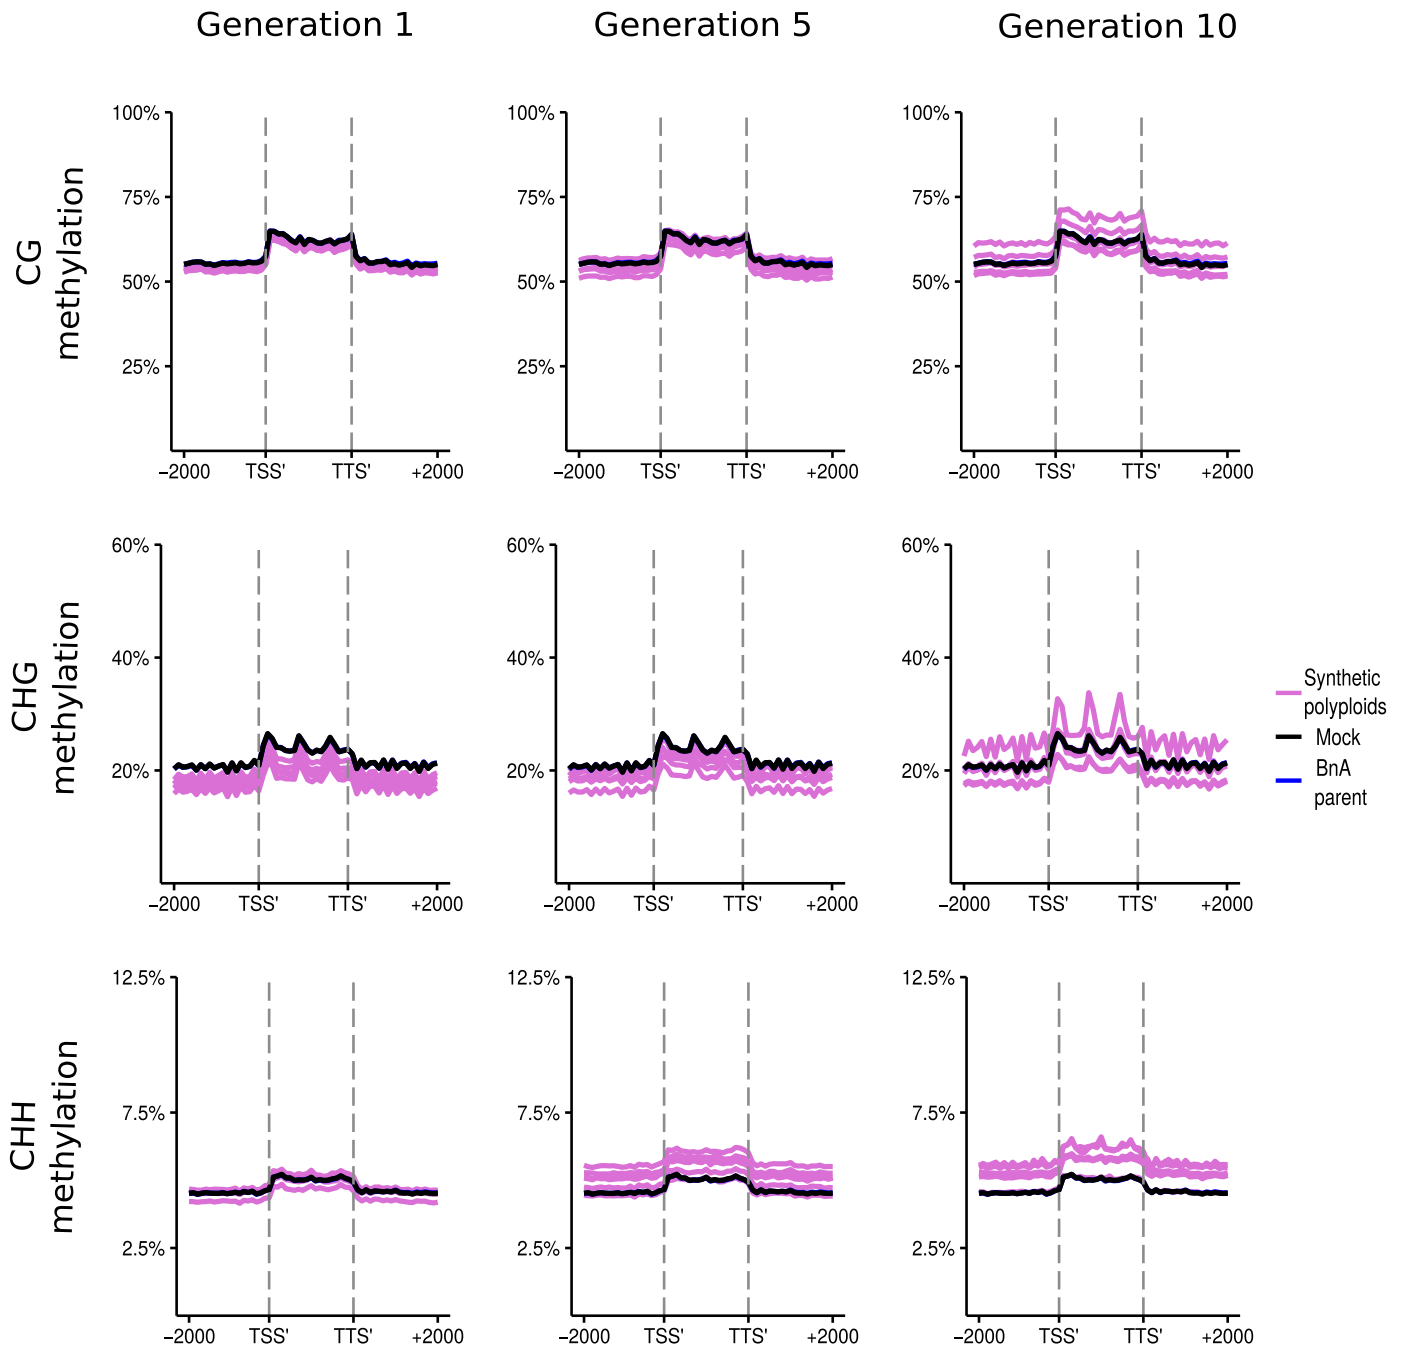 Generation 1
Generation 5
Generation 10
CG
methylation
100%
75%
50%
25%
−2000
TSS'
TTS'
+2000
100%
75%
50%
25%
−2000
TSS'
TTS'
+2000
100%
75%
50%
25%
−2000
TSS'
TTS'
+2000
CHG
methylation
60%
40%
20%
−2000
TSS'
TTS'
+2000
60%
40%
20%
−2000
TSS'
TTS'
+2000
60%
40%
20%
−2000
TSS'
TTS'
+2000
Synthetic
polyploids
Mock
BnA
parent
CHH
methylation
12.5%
7.5%
2.5%
−2000
TSS'
TTS'
+2000
12.5%
7.5%
2.5%
−2000
TSS'
TTS'
+2000
12.5%
7.5%
2.5%
−2000
TSS'
TTS'
+2000